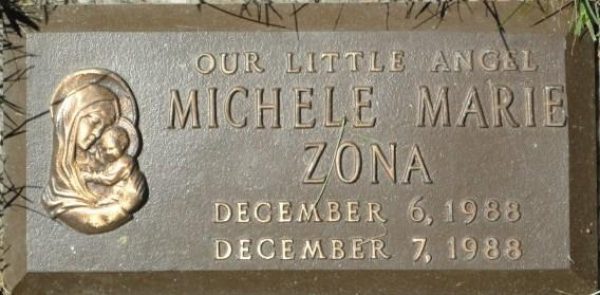 OUR LITTLE ANGEL
MICHELE MARIE
ZONA
DECEMBER 6, 1988
DECEMBER 7, 1988